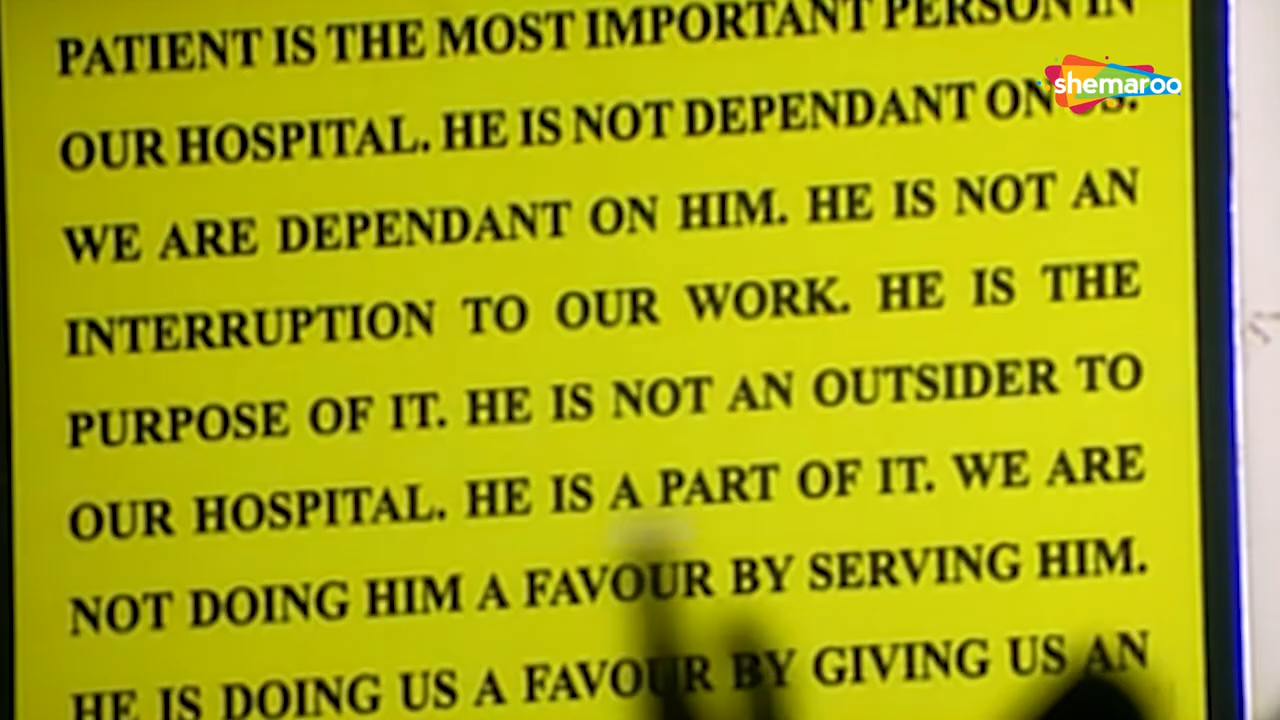 PATIENT IS THE MOST IMPORTANT PERSON IN
shemaroo
OUR HOSPITAL. HE IS NOT DEPENDANT ON
WE ARE DEPENDANT ON HIM. HE IS NOT AN
INTERRUPTION TO OUR WORK. HE IS THE
PURPOSE OF IT. HE IS NOT AN OUTSIDER TO
OUR HOSPITAL. HE IS A PART OF IT. WE ARE
NOT DOING HIM A FAVOUR BY SERVING HIM.
HE IS DOING US A FAVOUR BY GIVING US AN